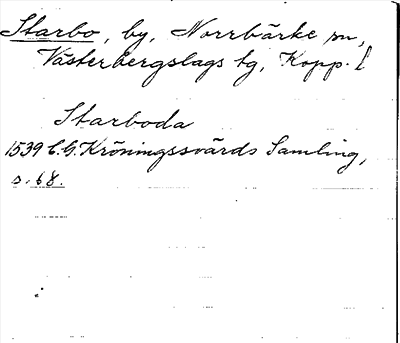 Starbo, by, Norrbärke sn,
Västerbergslags tg, Kopp. l
Starboda
1539 C.G. Kröningssvärds Samling,
s. 68.